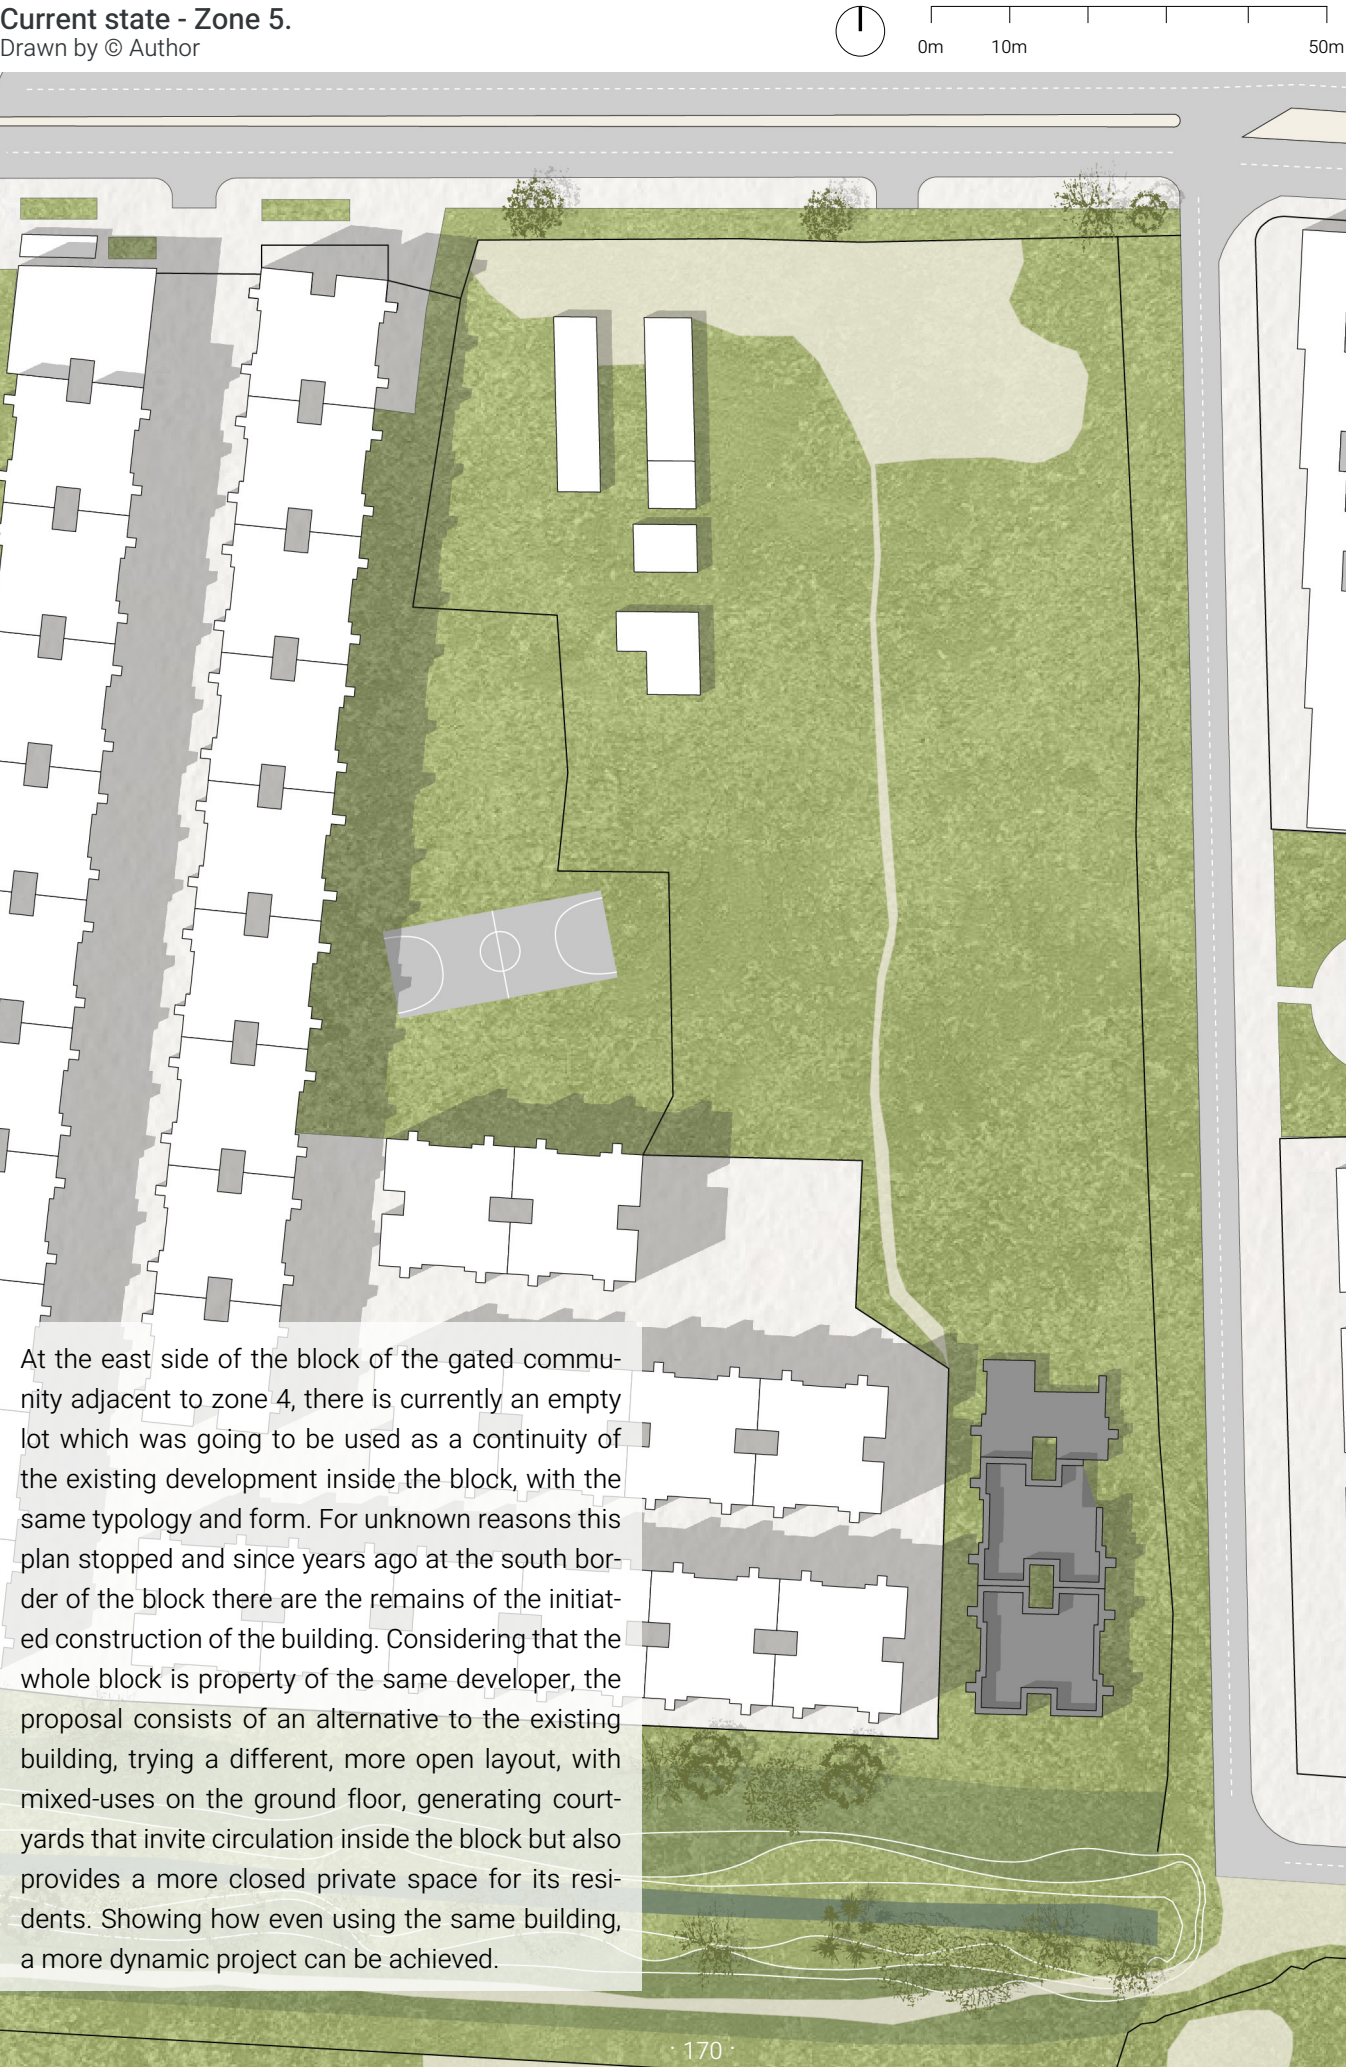 Current state - Zone 5.
Drawn by © Author
0m 10m 50m
At the east side of the block of the gated commu-
nity adjacent to zone 4, there is currently an empty
lot which was going to be used as a continuity of
the existing development inside the block, with the
same typology and form. For unknown reasons this
plan stopped and since years ago at the south bor-
der of the block there are the remains of the initiat-
ed construction of the building. Considering that the
whole block is property of the same developer, the
proposal consists of an alternative to the existing
building, trying a different, more open layout, with
mixed-uses on the ground floor, generating court-
yards that invite circulation inside the block but also
provides a more closed private space for its resi-
dents. Showing how even using the same building,
a more dynamic project can be achieved.
· 170 ·